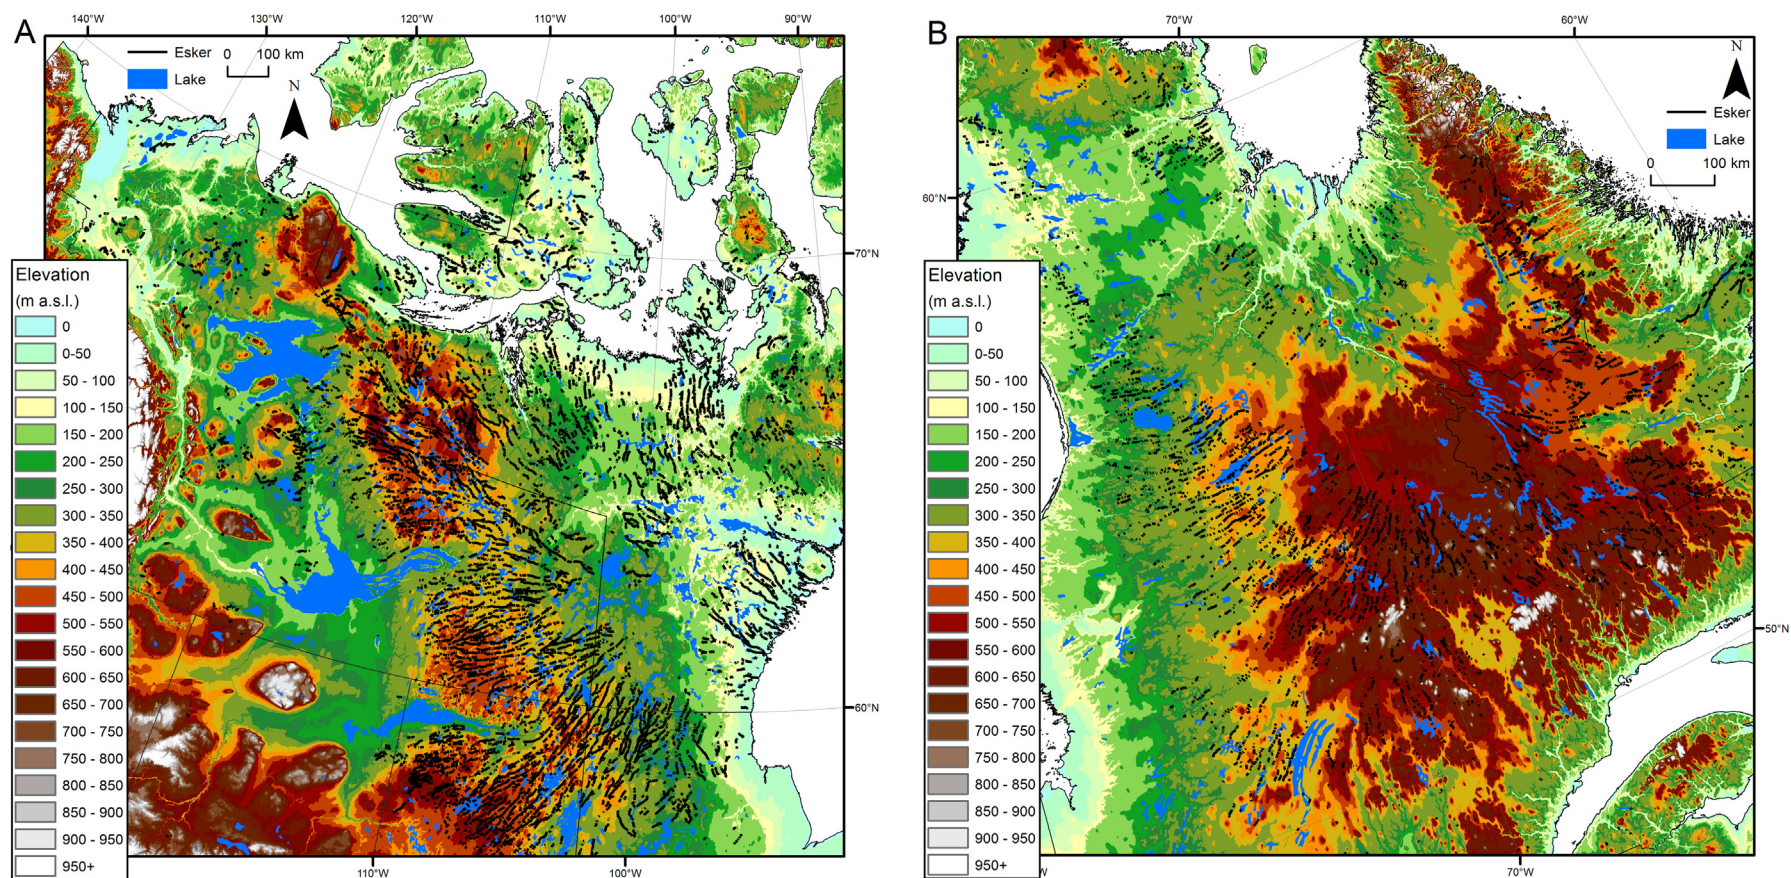 A
140°W 130°W 120°W 110°W 100°W 90°W
Esker
Lake
0 100 km
N
70°N
60°N
110°W 100°W
Elevation
(m a.s.l.)
0
0-50
50 - 100
100 - 150
150 - 200
200 - 250
250 - 300
300 - 350
350 - 400
400 - 450
450 - 500
500 - 550
550 - 600
600 - 650
650 - 700
700 - 750
750 - 800
800 - 850
850 - 900
900 - 950
950+
B
70°W 60°W
N
Esker
Lake
0 100 km
60°N
50°N
W 70°W
Elevation
(m a.s.l.)
0
0-50
50 - 100
100 - 150
150 - 200
200 - 250
250 - 300
300 - 350
350 - 400
400 - 450
450 - 500
500 - 550
550 - 600
600 - 650
650 - 700
700 - 750
750 - 800
800 - 850
850 - 900
900 - 950
950+